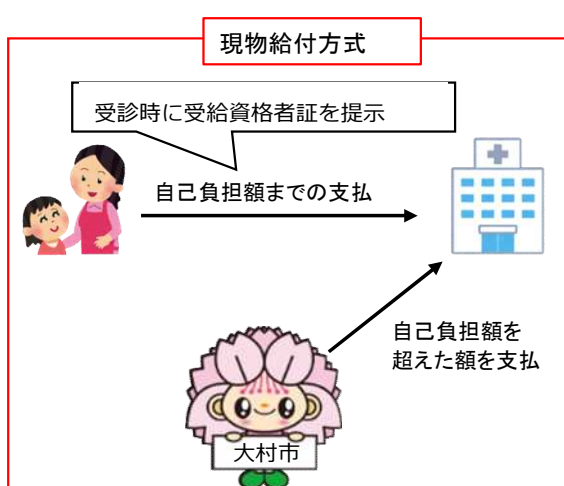 現物給付方式
受診時に受給資格者証を提示
自己負担額までの支払
自己負担額を
超えた額を支払
大村市